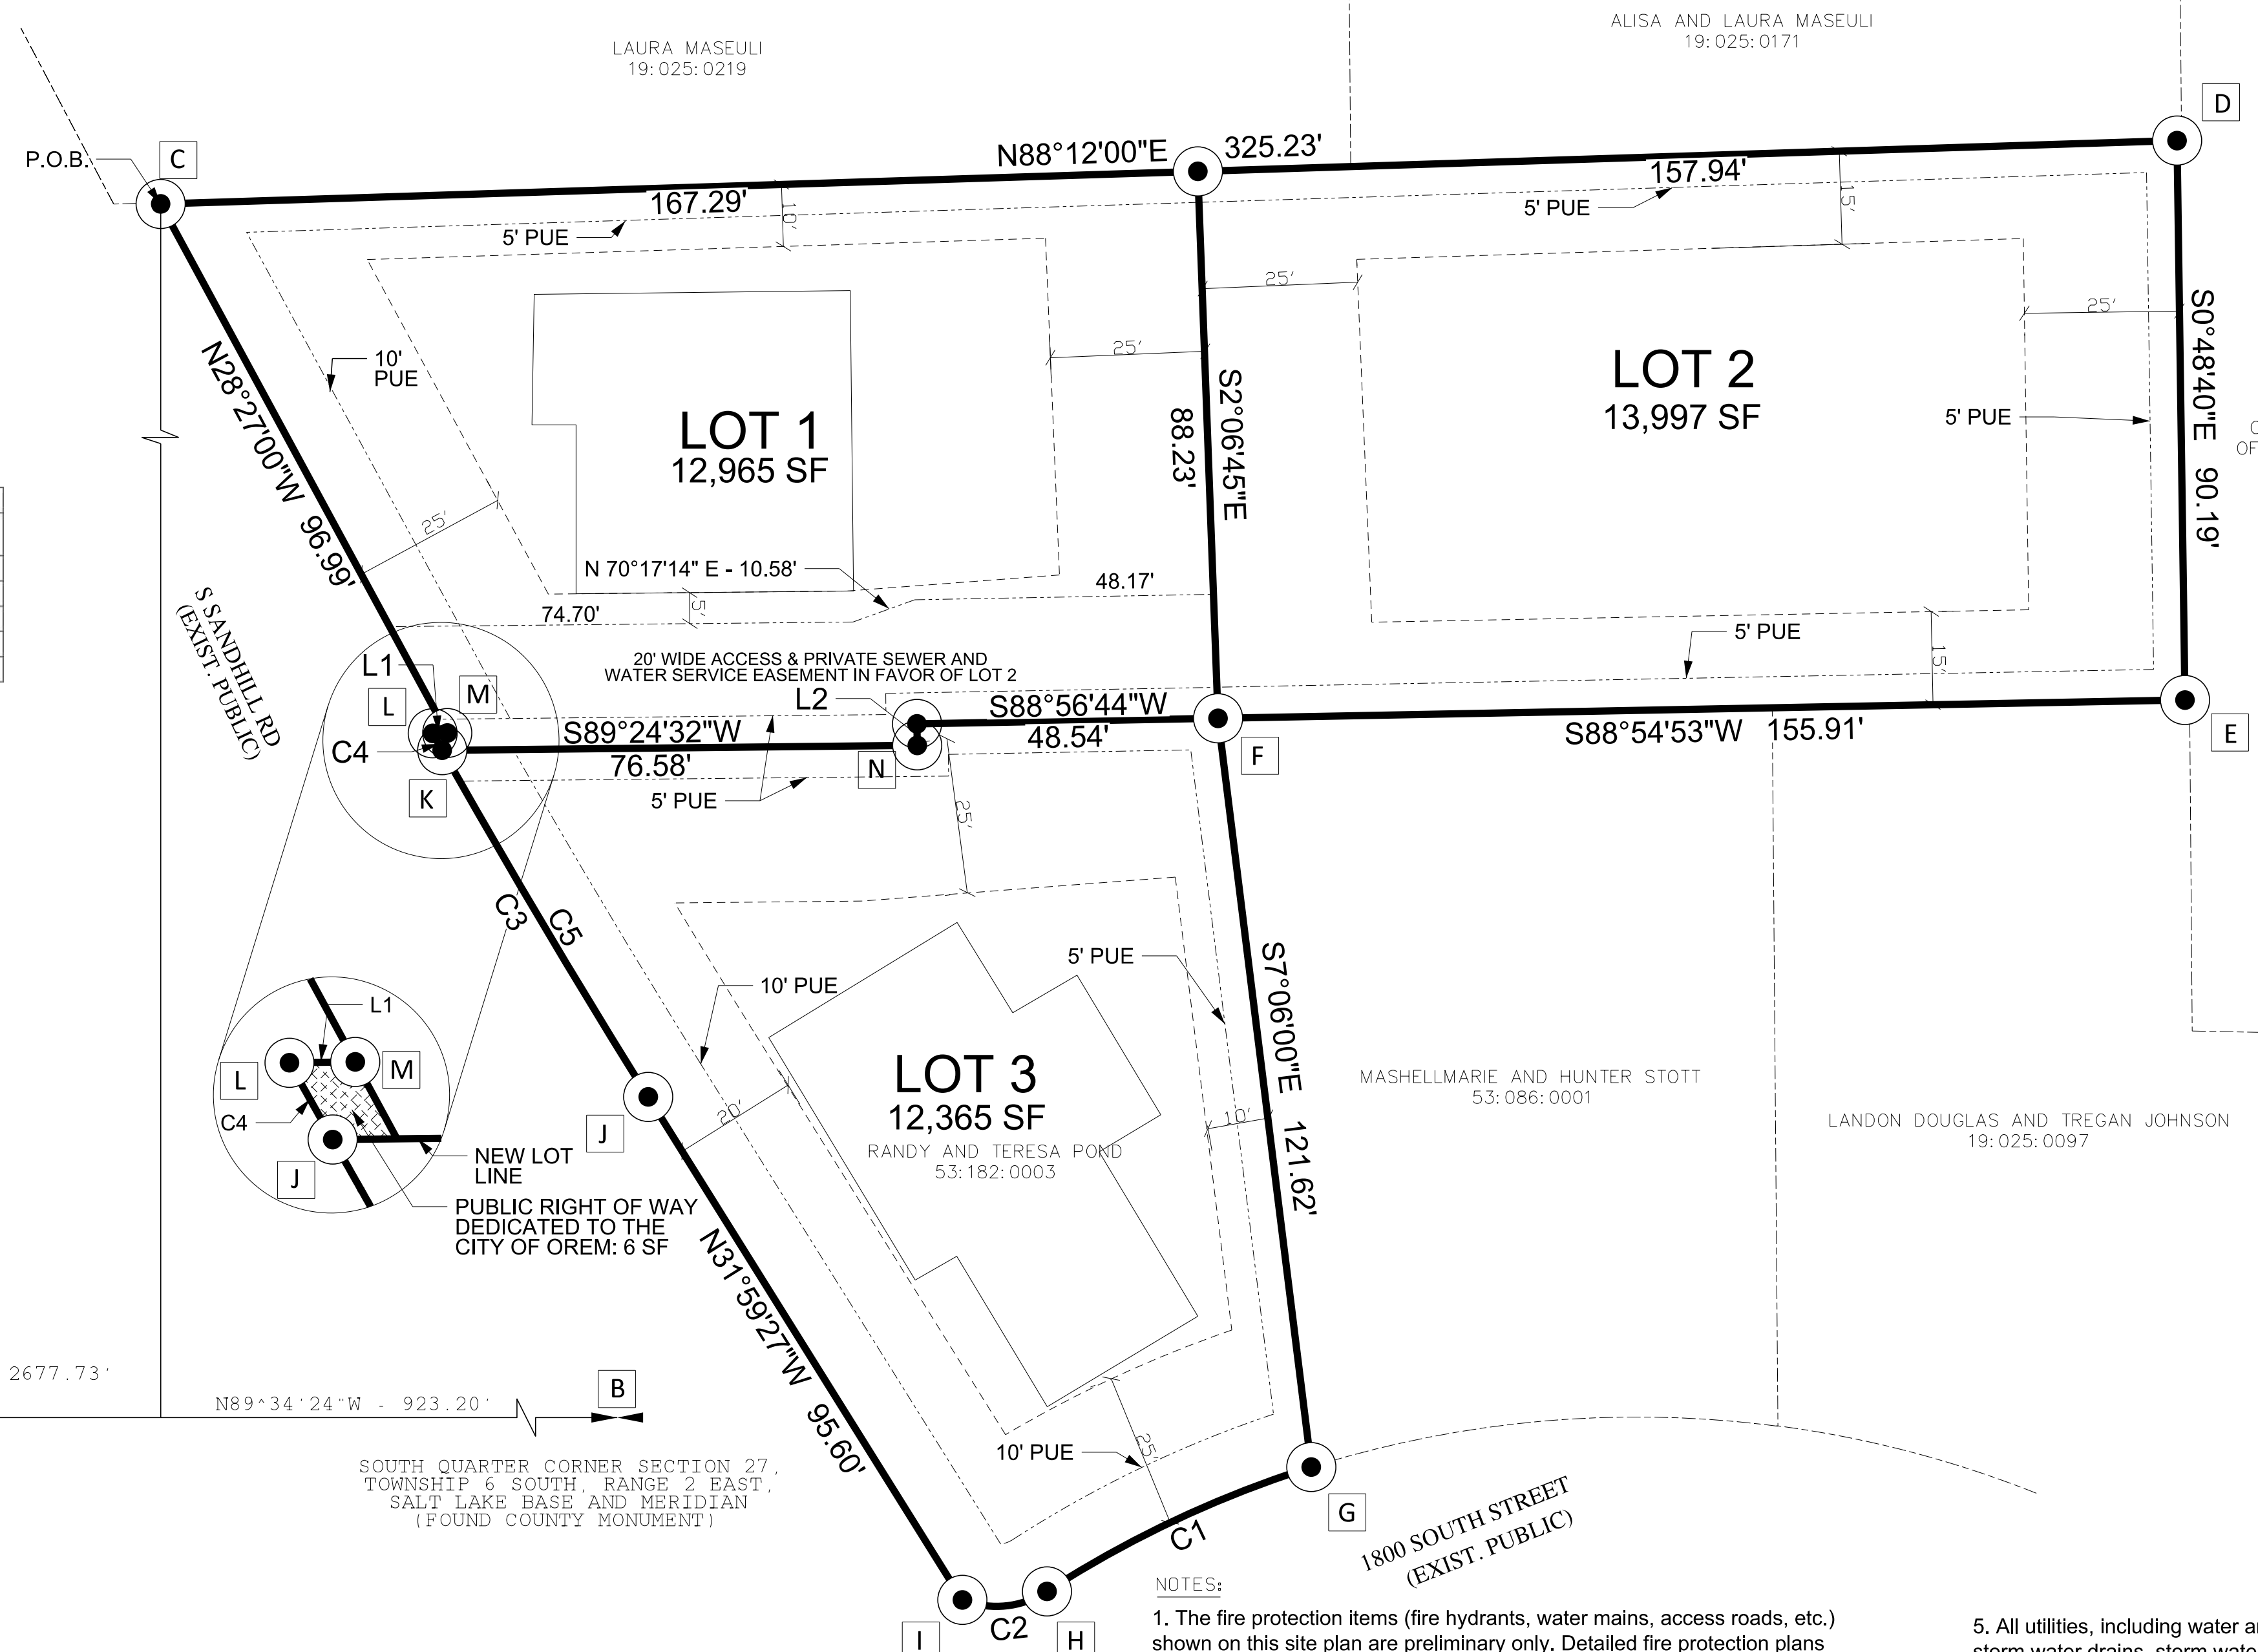 ALISA AND LAURA MASEULI
19:025:0171
LAURA MASEULI
19:025:0219
D
P.O.B.
C
N88°12'00"E
325.23'
167.29'
157.94'
10'
15'
5' PUE
5' PUE
25'
25'
25'
10'
PUE
N28°27'00"W 96.99'
25'
LOT 1
12,965 SF
S2°06'45"E
88.23'
LOT 2
13,997 SF
5' PUE
S0°48'40"E 90.19'
OF
N 70°17'14" E - 10.58'
48.17'
74.70'
5'
S SANDHILL RD
(EXIST. PUBLIC)
20' WIDE ACCESS & PRIVATE SEWER AND
WATER SERVICE EASEMENT IN FAVOR OF LOT 2
5' PUE
15'
L1
L
M
L2
C4
K
S89°24'32"W
76.58'
N
S88°56'44"W
48.54'
F
S88°54'53"W 155.91'
E
5' PUE
25'
C3
C5
10' PUE
5' PUE
S7°06'00"E 121.62'
J
20'
LOT 3
12,365 SF
RANDY AND TERESA POND
53:182:0003
10'
MASHELLMARIE AND HUNTER STOTT
53:086:0001
LANDON DOUGLAS AND TREGAN JOHNSON
19:025:0097
L1
L
M
C4
J
NEW LOT
LINE
PUBLIC RIGHT OF WAY
DEDICATED TO THE
CITY OF OREM: 6 SF
N31°59'27"W 95.60'
2677.73'
N89^34'24"W - 923.20'
B
SOUTH QUARTER CORNER SECTION 27,
TOWNSHIP 6 SOUTH, RANGE 2 EAST,
SALT LAKE BASE AND MERIDIAN
(FOUND COUNTY MONUMENT)
10' PUE
25'
C1
G
1800 SOUTH STREET
(EXIST. PUBLIC)
I
C2
H
NOTES:
1. The fire protection items (fire hydrants, water mains, access roads, etc.)
shown on this site plan are preliminary only. Detailed fire protection plans
5. All utilities, including water
storm water drains, storm